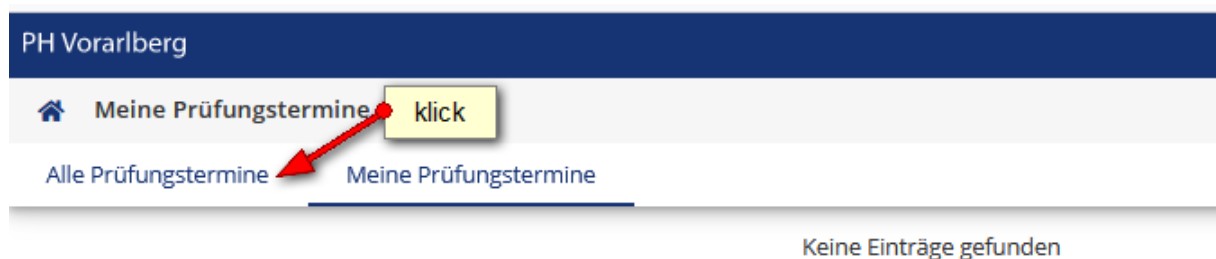 PH Vorarlberg
Meine Prüfungstermine
klick
Alle Prüfungstermine
Meine Prüfungstermine
Keine Einträge gefunden